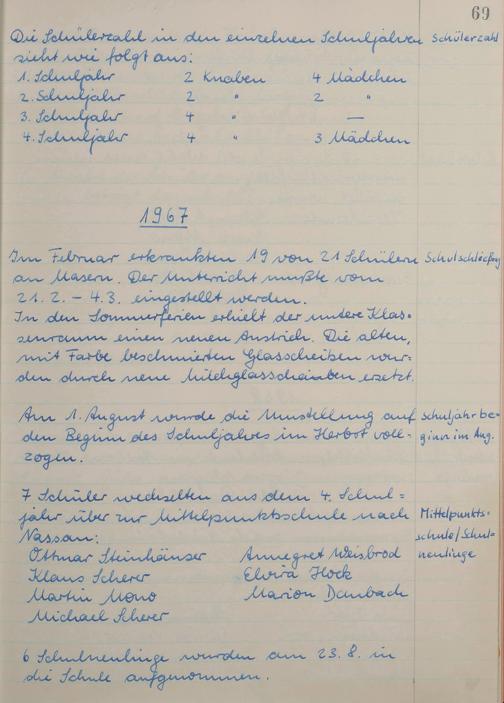 69
Die Schülerzahl in den einzelnen Schuljahren Schülerzahl
sieht wie folgt aus:
1. Schuljahr 2 Knaben 4 Mädchen
2. Schuljahr 2 " 2 "
3. Schuljahr 4 " —
4. Schuljahr 4 " 3 Mädchen
1967
Im Februar erkrankten 19 von 21 Schülern Schulschließung
an Masern. Der Unterricht mußte vom
21. 2. – 4. 3. eingestellt werden.
In den Sommerferien erhielt der untere Klas=
senraum einen neuen Anstrich. Die alten,
mit Farbe beschmierten Glasscheiben wur=
den durch neue Milchglasscheiben ersetzt.
Am 1. August wurde die Umstellung auf Schuljahrbe=
den Beginn des Schuljahres im Herbst voll= ginn im Aug.
zogen.
7 Schüler wechselten aus dem 4. Schul=
jahr über zur Mittelpunktsschule nach Mittelpunkts=
Nassau: schule/Schul=
Ottmar Steinhäuser Annegret Weisbrod neulinge
Klaus Scherer Elvira Hock
Martin Mono Marion Daubach
Michael Scherer
6 Schulneulinge wurden am 23. 8. in
die Schule aufgenommen.